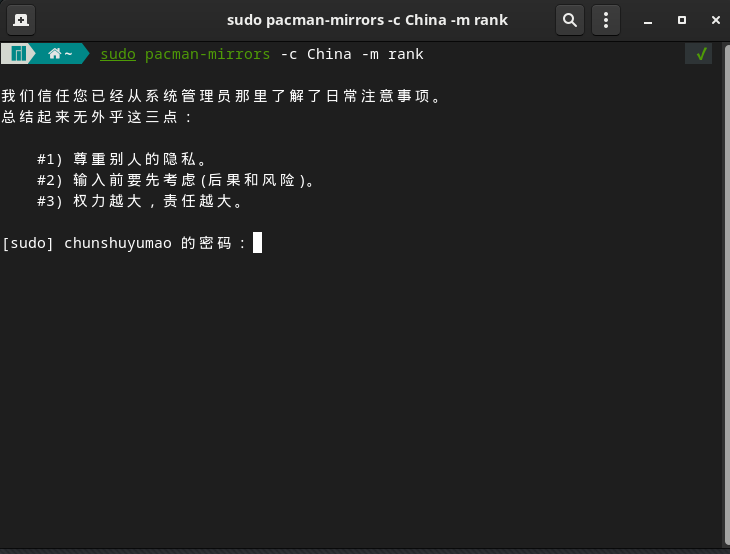 sudo pacman-mirrors -c China -m rank
~ sudo pacman-mirrors -c China -m rank ✓
我们信任您已经从系统管理员那里了解了日常注意事项。
总结起来无外乎这三点：
#1) 尊重别人的隐私。
#2) 输入前要先考虑(后果和风险)。
#3) 权力越大，责任越大。
[sudo] chunshuyumao 的密码：